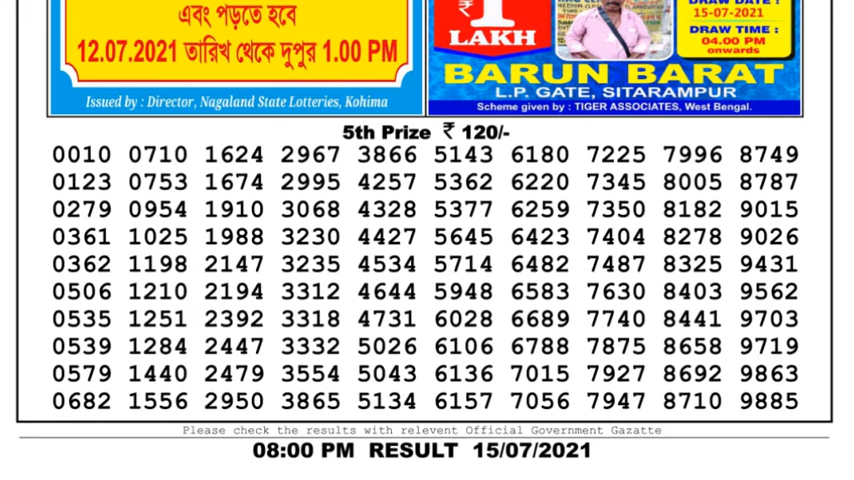 এবং পড়তে হবে
12.07.2021 তারিখ থেকে দুপুর 1.00 PM
Issued by : Director, Nagaland State Lotteries, Kohima
₹ 1
LAKH
DRAW DATE :
15-07-2021
DRAW TIME :
04.00 PM
onwards
BARUN BARAT
L.P. GATE, SITARAMPUR
Scheme given by : TIGER ASSOCIATES, West Bengal.
5th Prize ₹ 120/-
0010 0710 1624 2967 3866 5143 6180 7225 7996 8749
0123 0753 1674 2995 4257 5362 6220 7345 8005 8787
0279 0954 1910 3068 4328 5377 6259 7350 8182 9015
0361 1025 1988 3230 4427 5645 6423 7404 8278 9026
0362 1198 2147 3235 4534 5714 6482 7487 8325 9431
0506 1210 2194 3312 4644 5948 6583 7630 8403 9562
0535 1251 2392 3318 4731 6028 6689 7740 8441 9703
0539 1284 2447 3332 5026 6106 6788 7875 8658 9719
0579 1440 2479 3554 5043 6136 7015 7927 8692 9863
0682 1556 2950 3865 5134 6157 7056 7947 8710 9885
Please check the results with relevent Official Government Gazatte
08:00 PM RESULT 15/07/2021